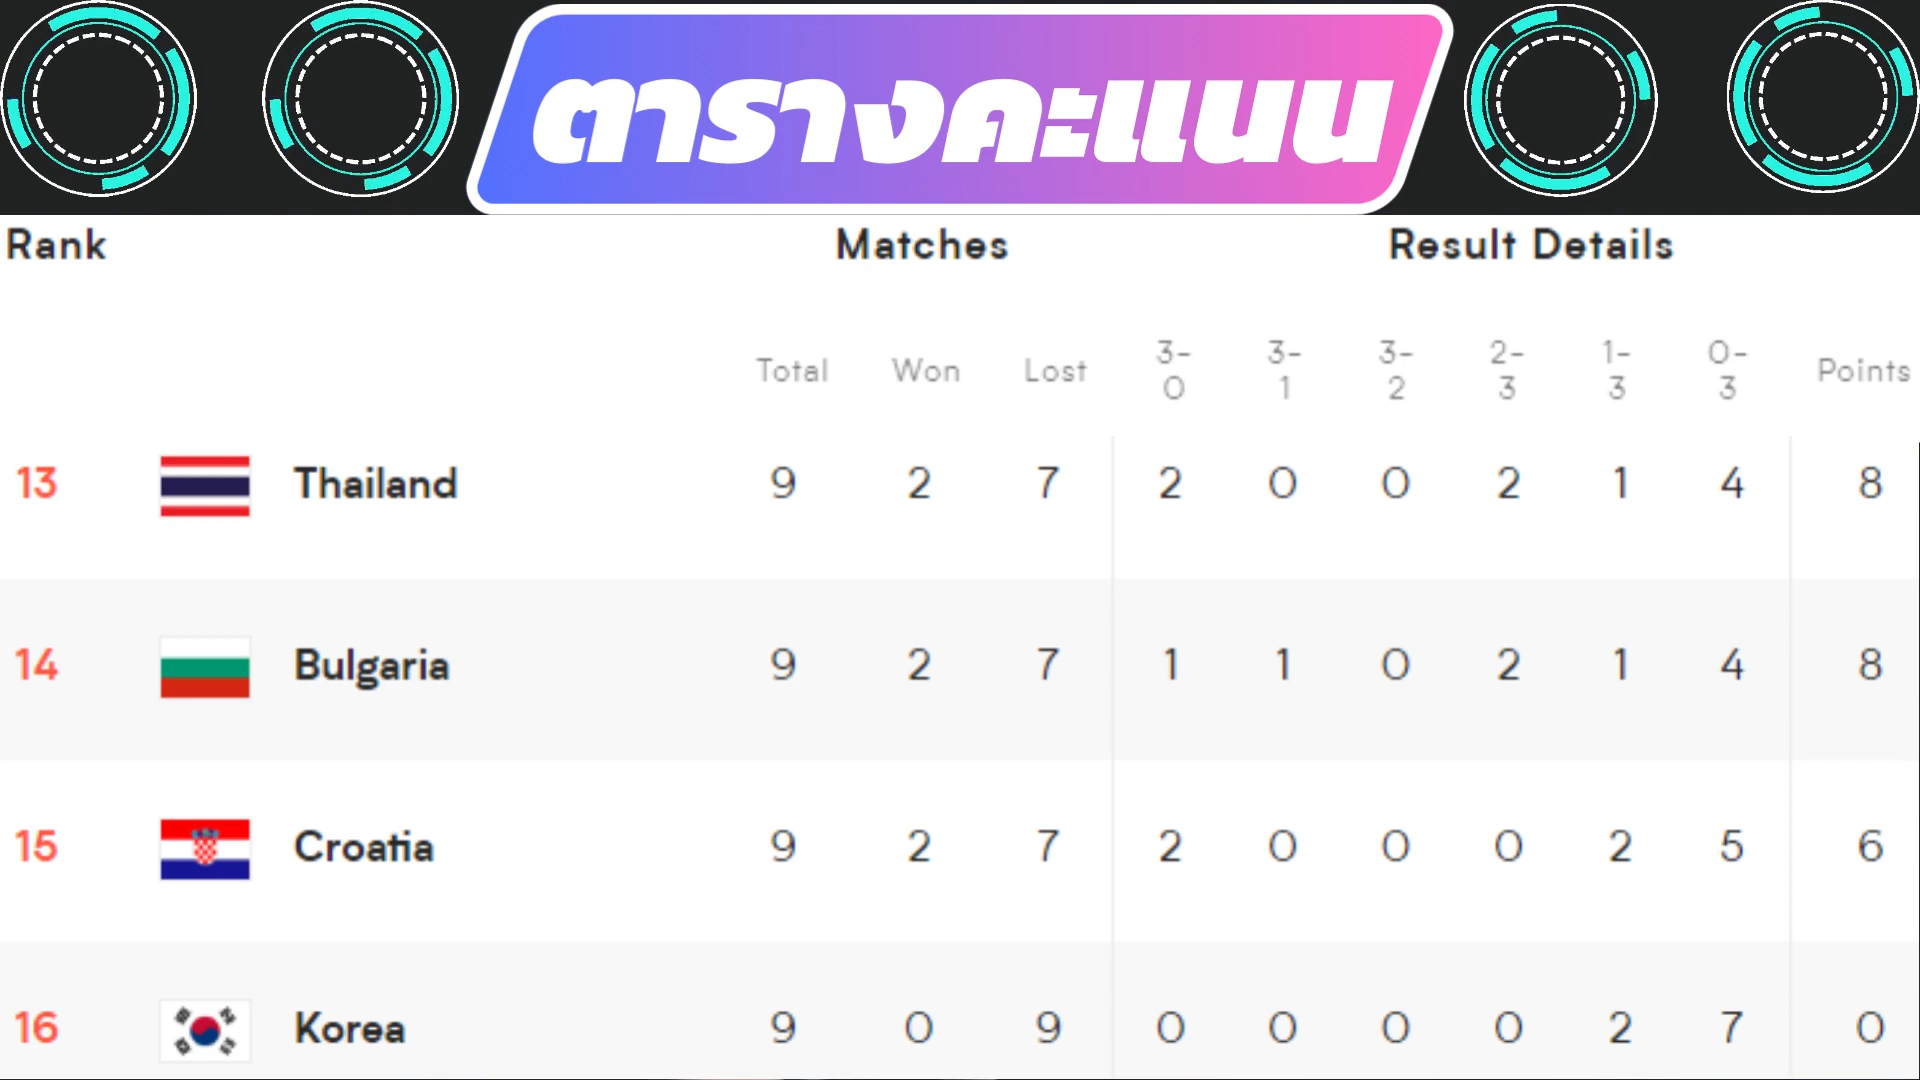 ตารางคะแนน
Rank Matches Result Details
Total Won Lost 3-0 3-1 3-2 2-3 1-3 0-3 Points
13 Thailand 9 2 7 2 0 0 2 1 4 8
14 Bulgaria 9 2 7 1 1 0 2 1 4 8
15 Croatia 9 2 7 2 0 0 0 2 5 6
16 Korea 9 0 9 0 0 0 0 2 7 0